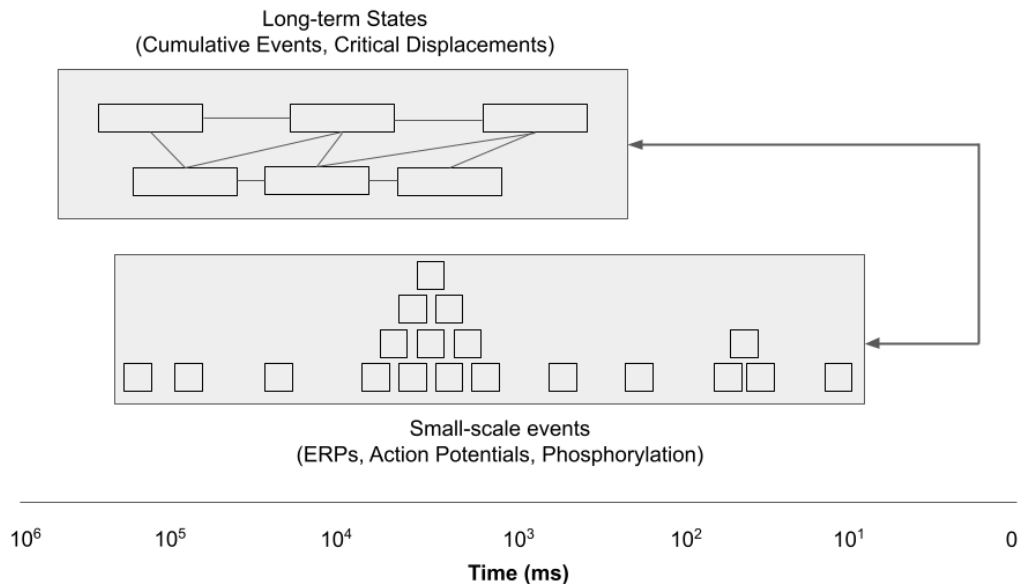 Long-term States
(Cumulative Events, Critical Displacements)
Small-scale events
(ERPs, Action Potentials, Phosphorylation)
10⁶ 10⁵ 10⁴ 10³ 10² 10¹ 0
Time (ms)